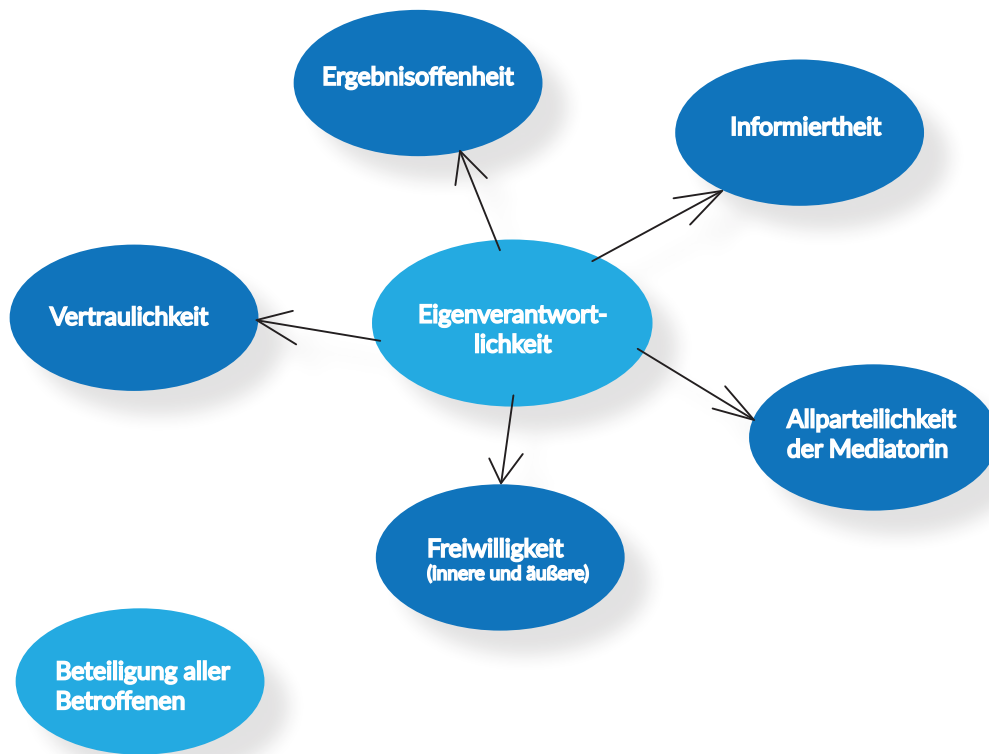 Ergebnisoffenheit
Informiertheit
Vertraulichkeit
Eigenverantwort-
lichkeit
Allparteilichkeit
der Mediatorin
Freiwilligkeit
(innere und äußere)
Beteiligung aller
Betroffenen